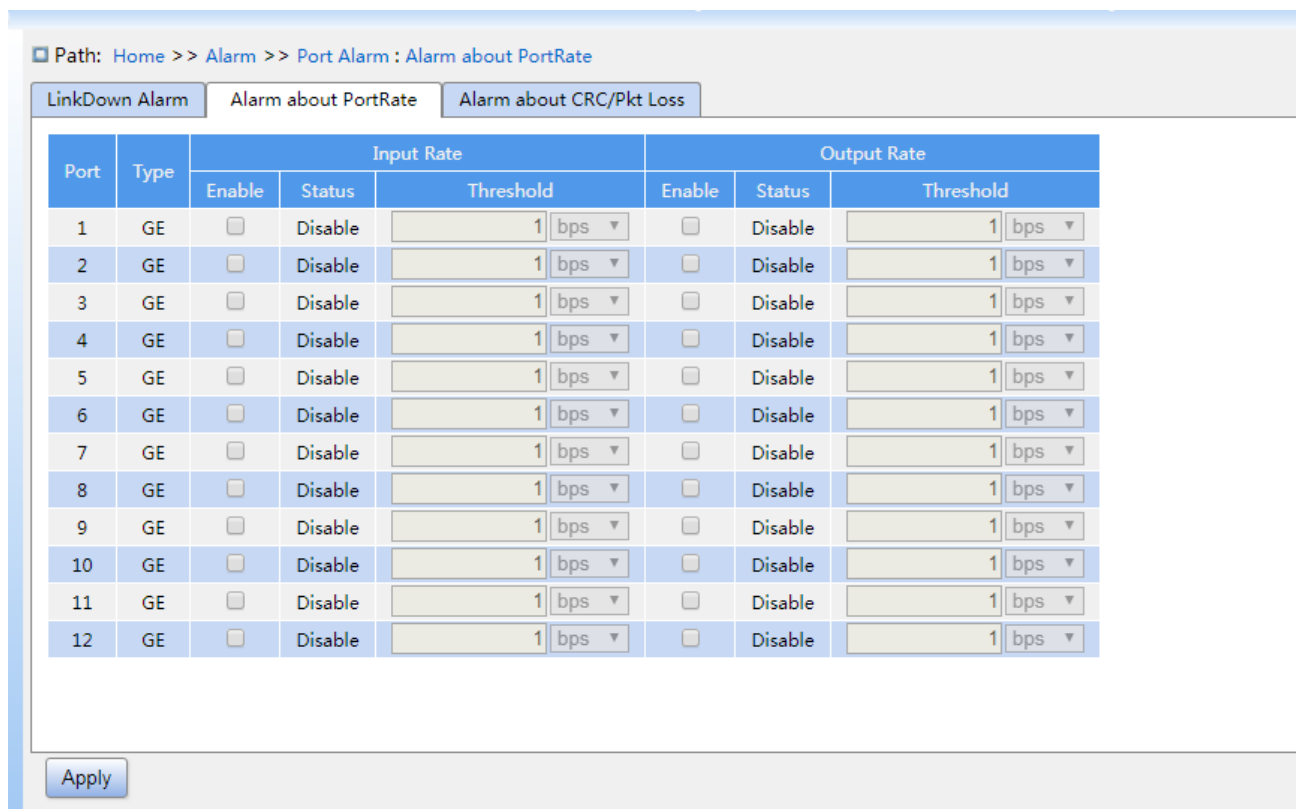 Path: Home >> Alarm >> Port Alarm : Alarm about PortRate
LinkDown Alarm Alarm about PortRate Alarm about CRC/Pkt Loss
Port Type Input Rate Output Rate
Enable Status Threshold Enable Status Threshold
1 GE Disable 1 bps Disable 1 bps
2 GE Disable 1 bps Disable 1 bps
3 GE Disable 1 bps Disable 1 bps
4 GE Disable 1 bps Disable 1 bps
5 GE Disable 1 bps Disable 1 bps
6 GE Disable 1 bps Disable 1 bps
7 GE Disable 1 bps Disable 1 bps
8 GE Disable 1 bps Disable 1 bps
9 GE Disable 1 bps Disable 1 bps
10 GE Disable 1 bps Disable 1 bps
11 GE Disable 1 bps Disable 1 bps
12 GE Disable 1 bps Disable 1 bps
Apply